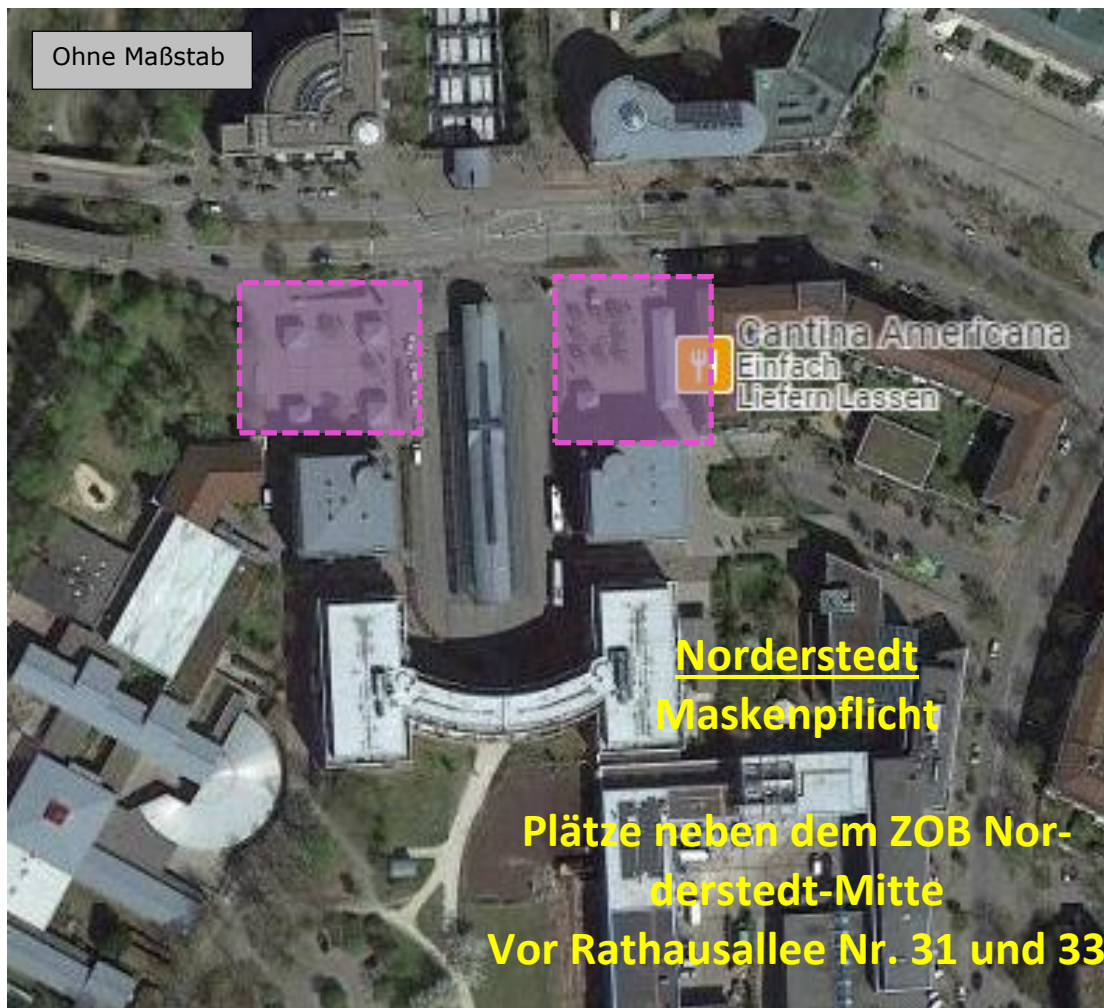 Ohne Maßstab
Cantina Americana
Einfach
Liefern Lassen
Norderstedt
Maskenpflicht
Plätze neben dem ZOB Nor-
derstedt-Mitte
Vor Rathausallee Nr. 31 und 33